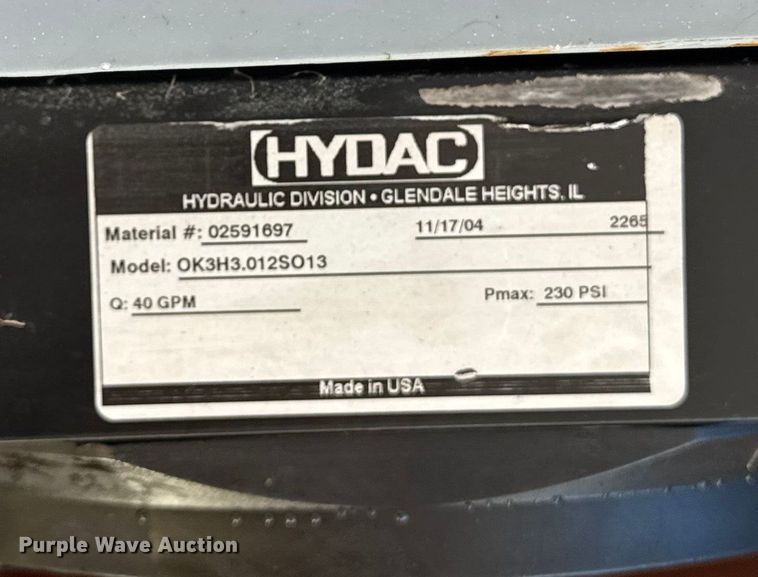 HYDAC
HYDRAULIC DIVISION • GLENDALE HEIGHTS, IL
Material #: 02591697 11/17/04 2265
Model: OK3H3.012SO13
Q: 40 GPM Pmax: 230 PSI
Made in USA
Purple Wave Auction